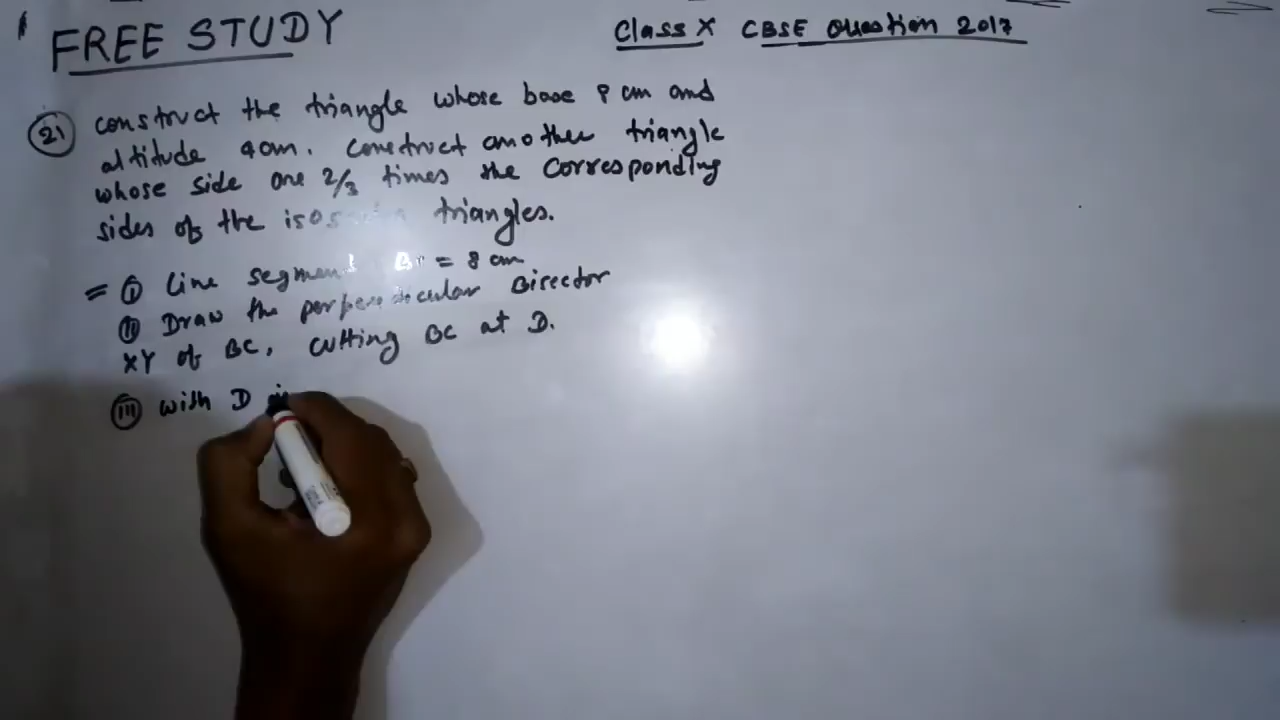 FREE STUDY
Class X CBSE Question 2017
21 construct the triangle whose base 8 cm and
altitude 4cm. construct another triangle
whose side are 2/3 times the corresponding
sides of the triangles.
= (i) Line segment = 8 cm
(ii) Draw the perpendicular Bisector
XY of BC, cutting BC at D.
(iii) with D